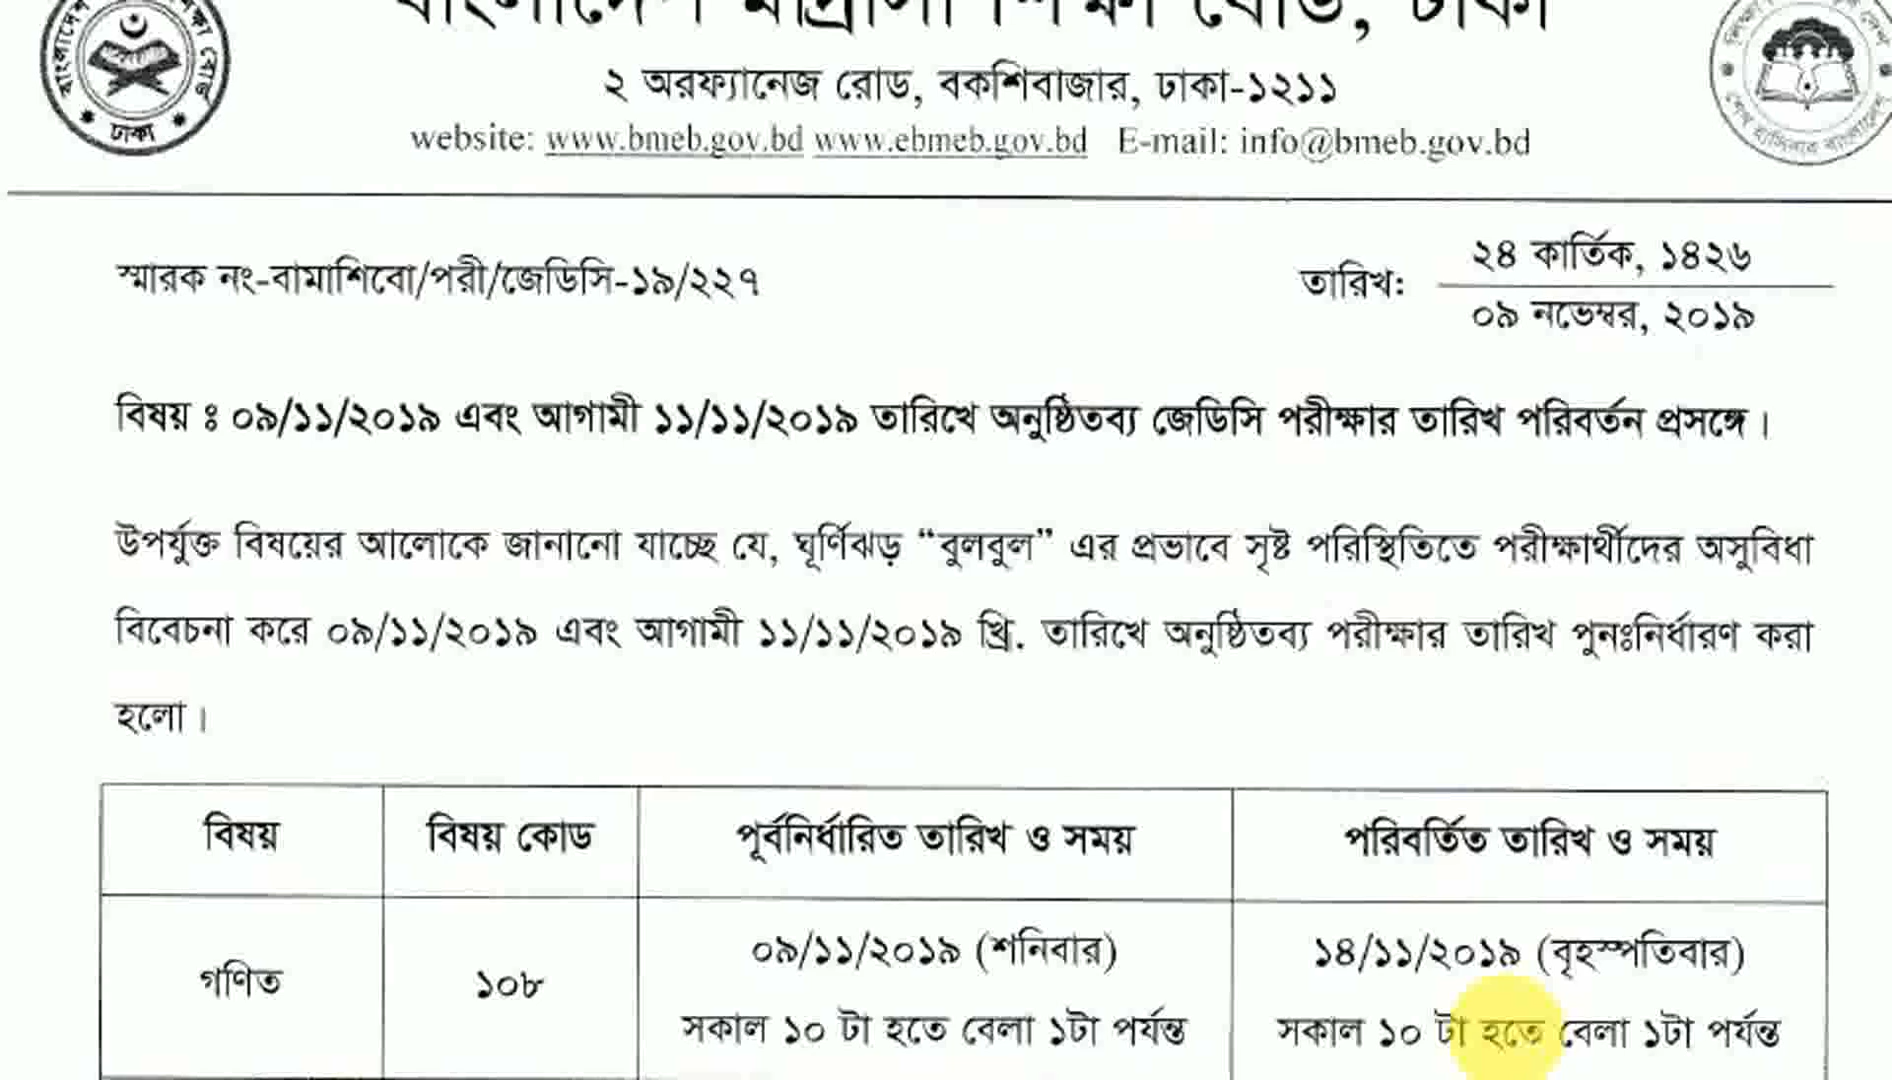 বাংলাদেশ মাদ্রাসা শিক্ষা বোর্ড, ঢাকা
২ অরফ্যানেজ রোড, বকশিবাজার, ঢাকা-১২১১
website: www.bmeb.gov.bd www.ebmeb.gov.bd E-mail: info@bmeb.gov.bd
ঢাকা
স্মারক নং-বামাশিবো/পরী/জেডিসি-১৯/২২৭
তারিখ:
২৪ কার্তিক, ১৪২৬
০৯ নভেম্বর, ২০১৯
বিষয় ঃ ০৯/১১/২০১৯ এবং আগামী ১১/১১/২০১৯ তারিখে অনুষ্ঠিতব্য জেডিসি পরীক্ষার তারিখ পরিবর্তন প্রসঙ্গে।
উপর্যুক্ত বিষয়ের আলোকে জানানো যাচ্ছে যে, ঘূর্ণিঝড় “বুলবুল” এর প্রভাবে সৃষ্ট পরিস্থিতিতে পরীক্ষার্থীদের অসুবিধা
বিবেচনা করে ০৯/১১/২০১৯ এবং আগামী ১১/১১/২০১৯ খ্রি. তারিখে অনুষ্ঠিতব্য পরীক্ষার তারিখ পুনঃনির্ধারণ করা
হলো।
বিষয় বিষয় কোড পূর্বনির্ধারিত তারিখ ও সময় পরিবর্তিত তারিখ ও সময়
গণিত ১০৮
০৯/১১/২০১৯ (শনিবার)
সকাল ১০ টা হতে বেলা ১টা পর্যন্ত
১৪/১১/২০১৯ (বৃহস্পতিবার)
সকাল ১০ টা হতে বেলা ১টা পর্যন্ত